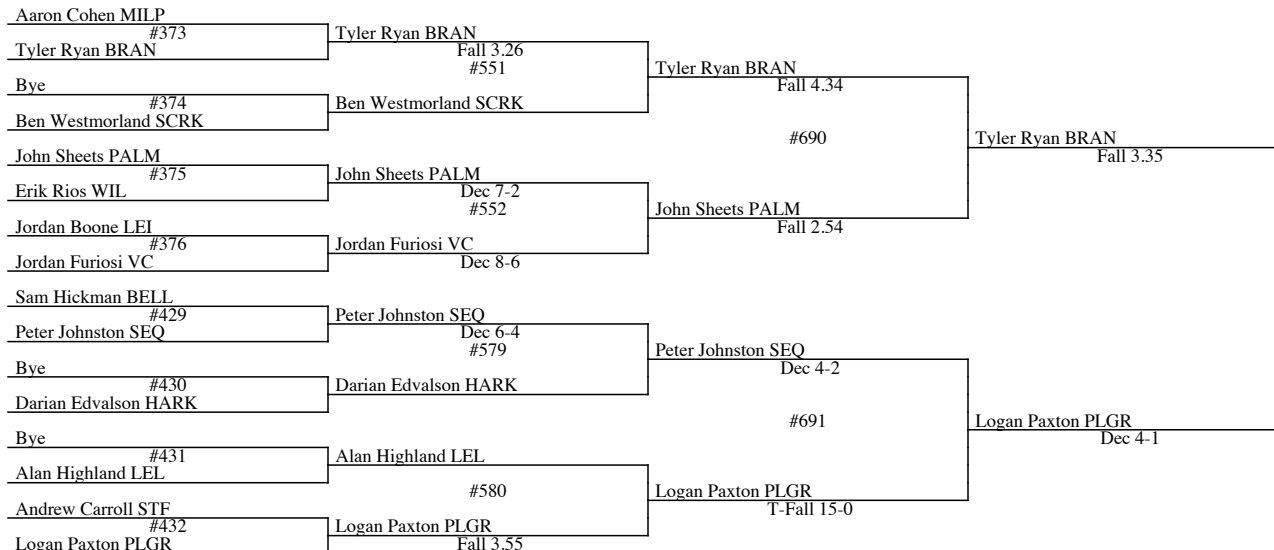 Aaron Cohen MILP
#373
Tyler Ryan BRAN
Bye
#374
Ben Westmorland SCRK
John Sheets PALM
#375
Erik Rios WIL
Jordan Boone LEI
#376
Jordan Furiosi VC
Sam Hickman BELL
#429
Peter Johnston SEQ
Bye
#430
Darian Edvalson HARK
Bye
#431
Alan Highland LEL
Andrew Carroll STF
#432
Logan Paxton PLGR
Tyler Ryan BRAN
Fall 3.26
#551
Ben Westmorland SCRK
John Sheets PALM
Dec 7-2
#552
Jordan Furiosi VC
Dec 8-6
Peter Johnston SEQ
Dec 6-4
#579
Darian Edvalson HARK
Alan Highland LEL
#580
Logan Paxton PLGR
Fall 3.55
Tyler Ryan BRAN
Fall 4.34
#690
John Sheets PALM
Fall 2.54
Peter Johnston SEQ
Dec 4-2
#691
Logan Paxton PLGR
T-Fall 15-0
Tyler Ryan BRAN
Fall 3.35
Logan Paxton PLGR
Dec 4-1